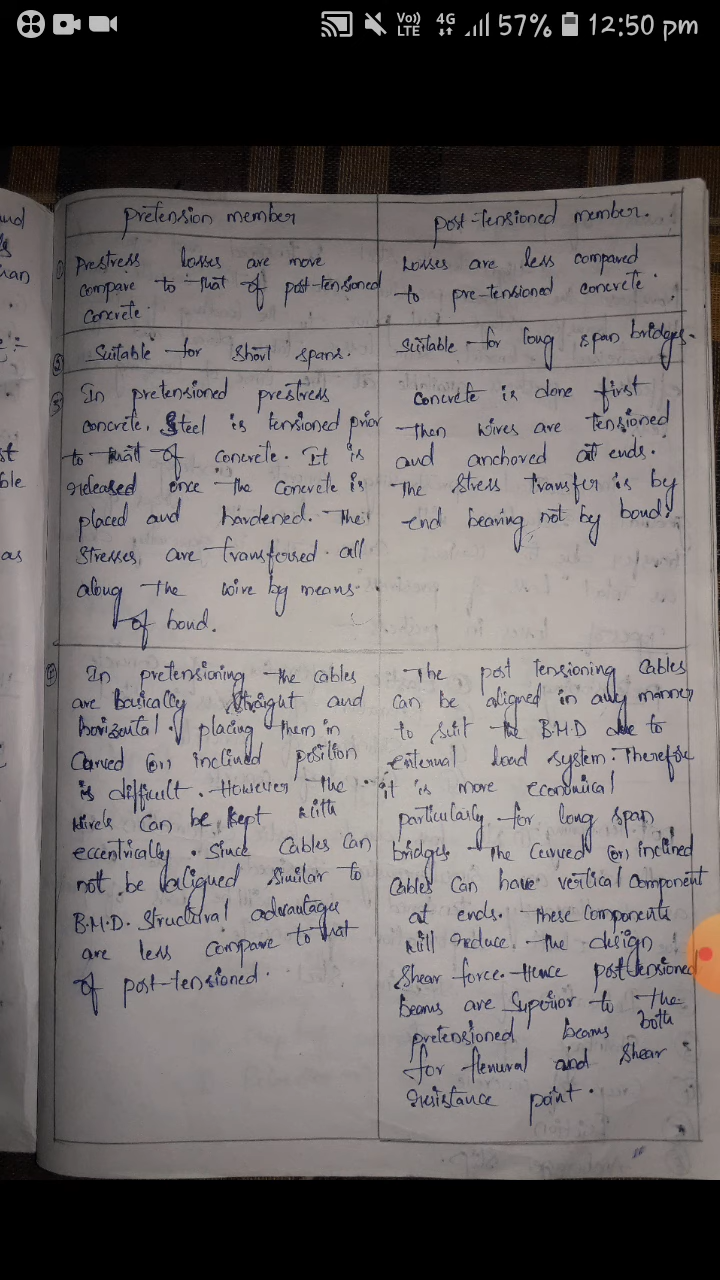 Vo)) LTE 4G 57% 12:50 pm
pretension member
post-tensioned member.
① Prestress losses are more
compare to that of post-tensioned
concrete.
Losses are less compared
to pre-tensioned concrete.
② Suitable for short spans.
Suitable for long span bridges.
③ In pretensioned prestress
concrete. Steel is tensioned prior
to that of concrete. It is
released once the concrete is
placed and hardened. The
stresses are transferred all
along the wire by means
of bond.
concrete is done first
then wires are tensioned
and anchored at ends.
The stress transfer is by
end bearing not by bond.
④ In pretensioning the cables
are basically straight and
horizontal. placing them in
curved (or) inclined position
is difficult. However the
wires can be kept with
eccentrically. Since cables can
not be aligned similar to
B.M.D. Structural advantages
are less compare to that
of post-tensioned.
The post tensioning cables
can be aligned in any manner
to suit the B.M.D due to
external load system. Therefore
it is more economical
particularly for long span
bridges. The curved (or) inclined
cables can have vertical component
at ends. These components
will reduce the design
shear force. Hence post-tensioned
beams are superior to the
pretensioned beams both
for flexural and shear
resistance point.